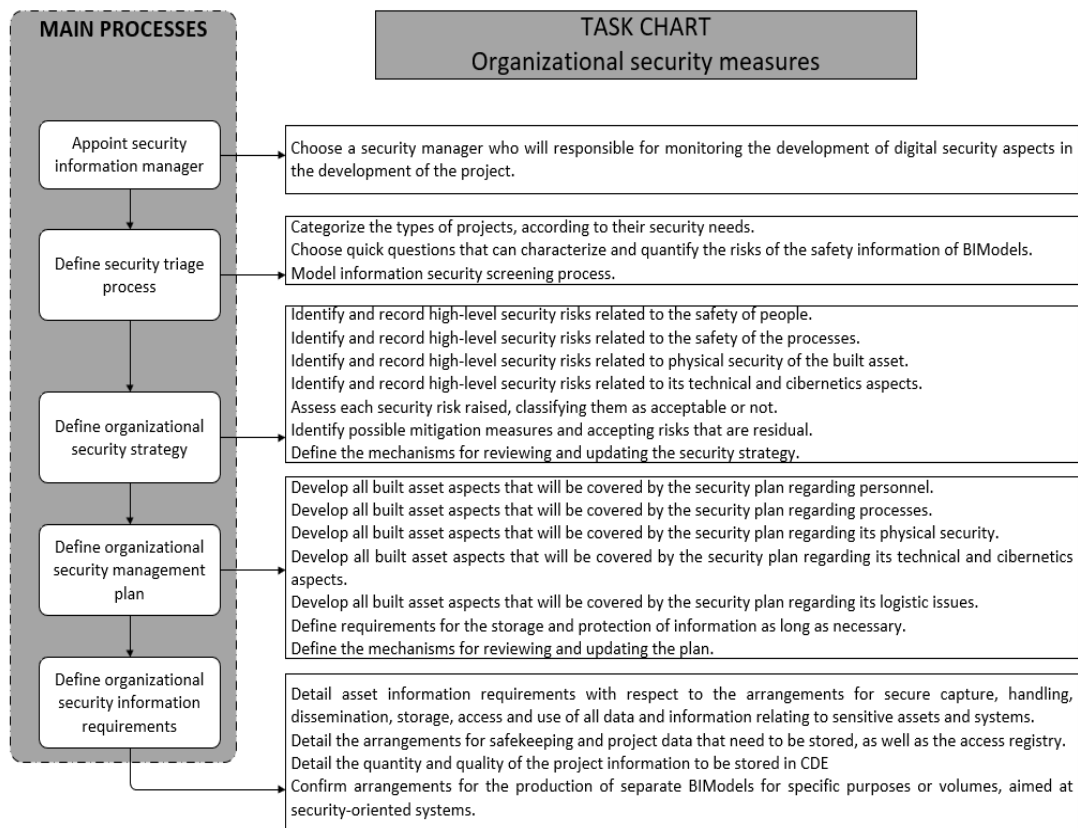 MAIN PROCESSES
TASK CHART
Organizational security measures
Appoint security
information manager
Choose a security manager who will responsible for monitoring the development of digital security aspects in
the development of the project.
Define security triage
process
Categorize the types of projects, according to their security needs.
Choose quick questions that can characterize and quantify the risks of the safety information of BIModels.
Model information security screening process.
Define organizational
security strategy
Identify and record high-level security risks related to the safety of people.
Identify and record high-level security risks related to the safety of the processes.
Identify and record high-level security risks related to physical security of the built asset.
Identify and record high-level security risks related to its technical and cibernetics aspects.
Assess each security risk raised, classifying them as acceptable or not.
Identify possible mitigation measures and accepting risks that are residual.
Define the mechanisms for reviewing and updating the security strategy.
Define organizational
security management
plan
Develop all built asset aspects that will be covered by the security plan regarding personnel.
Develop all built asset aspects that will be covered by the security plan regarding processes.
Develop all built asset aspects that will be covered by the security plan regarding its physical security.
Develop all built asset aspects that will be covered by the security plan regarding its technical and cibernetics
aspects.
Develop all built asset aspects that will be covered by the security plan regarding its logistic issues.
Define requirements for the storage and protection of information as long as necessary.
Define the mechanisms for reviewing and updating the plan.
Define organizational
security information
requirements
Detail asset information requirements with respect to the arrangements for secure capture, handling,
dissemination, storage, access and use of all data and information relating to sensitive assets and systems.
Detail the arrangements for safekeeping and project data that need to be stored, as well as the access registry.
Detail the quantity and quality of the project information to be stored in CDE
Confirm arrangements for the production of separate BIModels for specific purposes or volumes, aimed at
security-oriented systems.